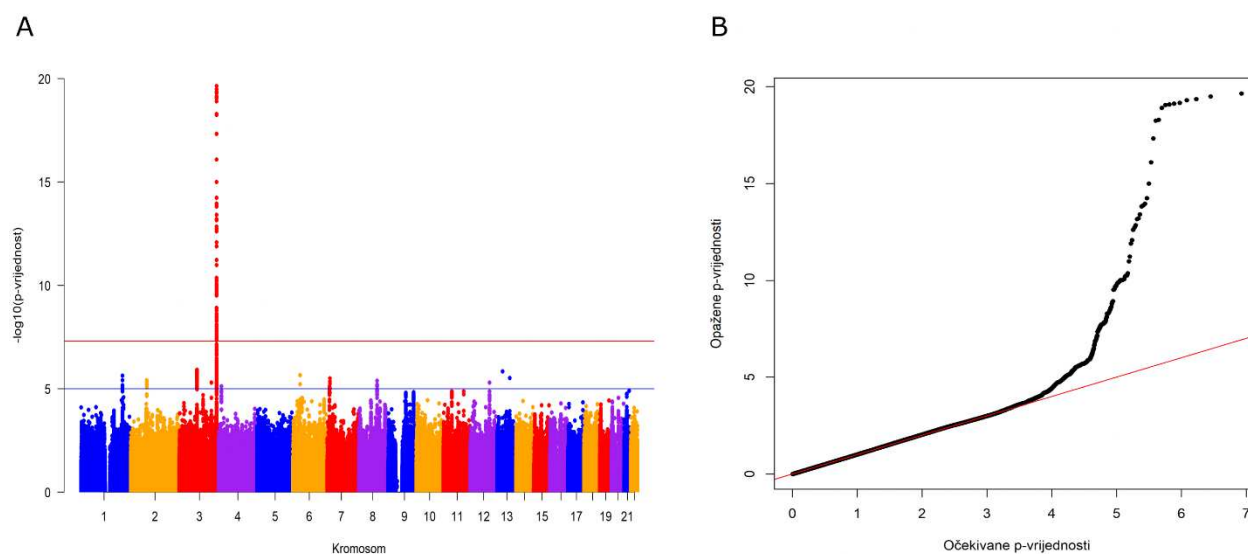 A
20
15
10
5
0
-log10(p-vrijednost)
1 2 3 4 5 6 7 8 9 10 11 12 13 15 17 19 21
Kromosom
B
20
15
10
5
0
Opažene p-vrijednosti
0 1 2 3 4 5 6 7
Očekivane p-vrijednosti